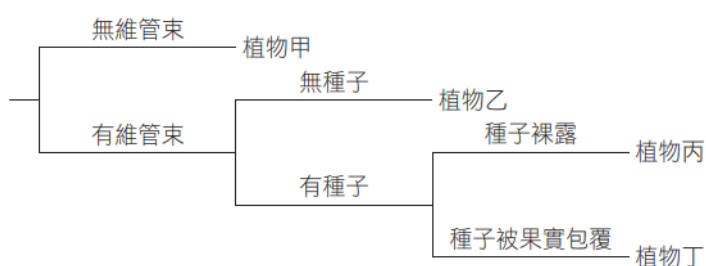 無維管束
植物甲
無種子
植物乙
有維管束
種子裸露
植物丙
有種子
種子被果實包覆
植物丁